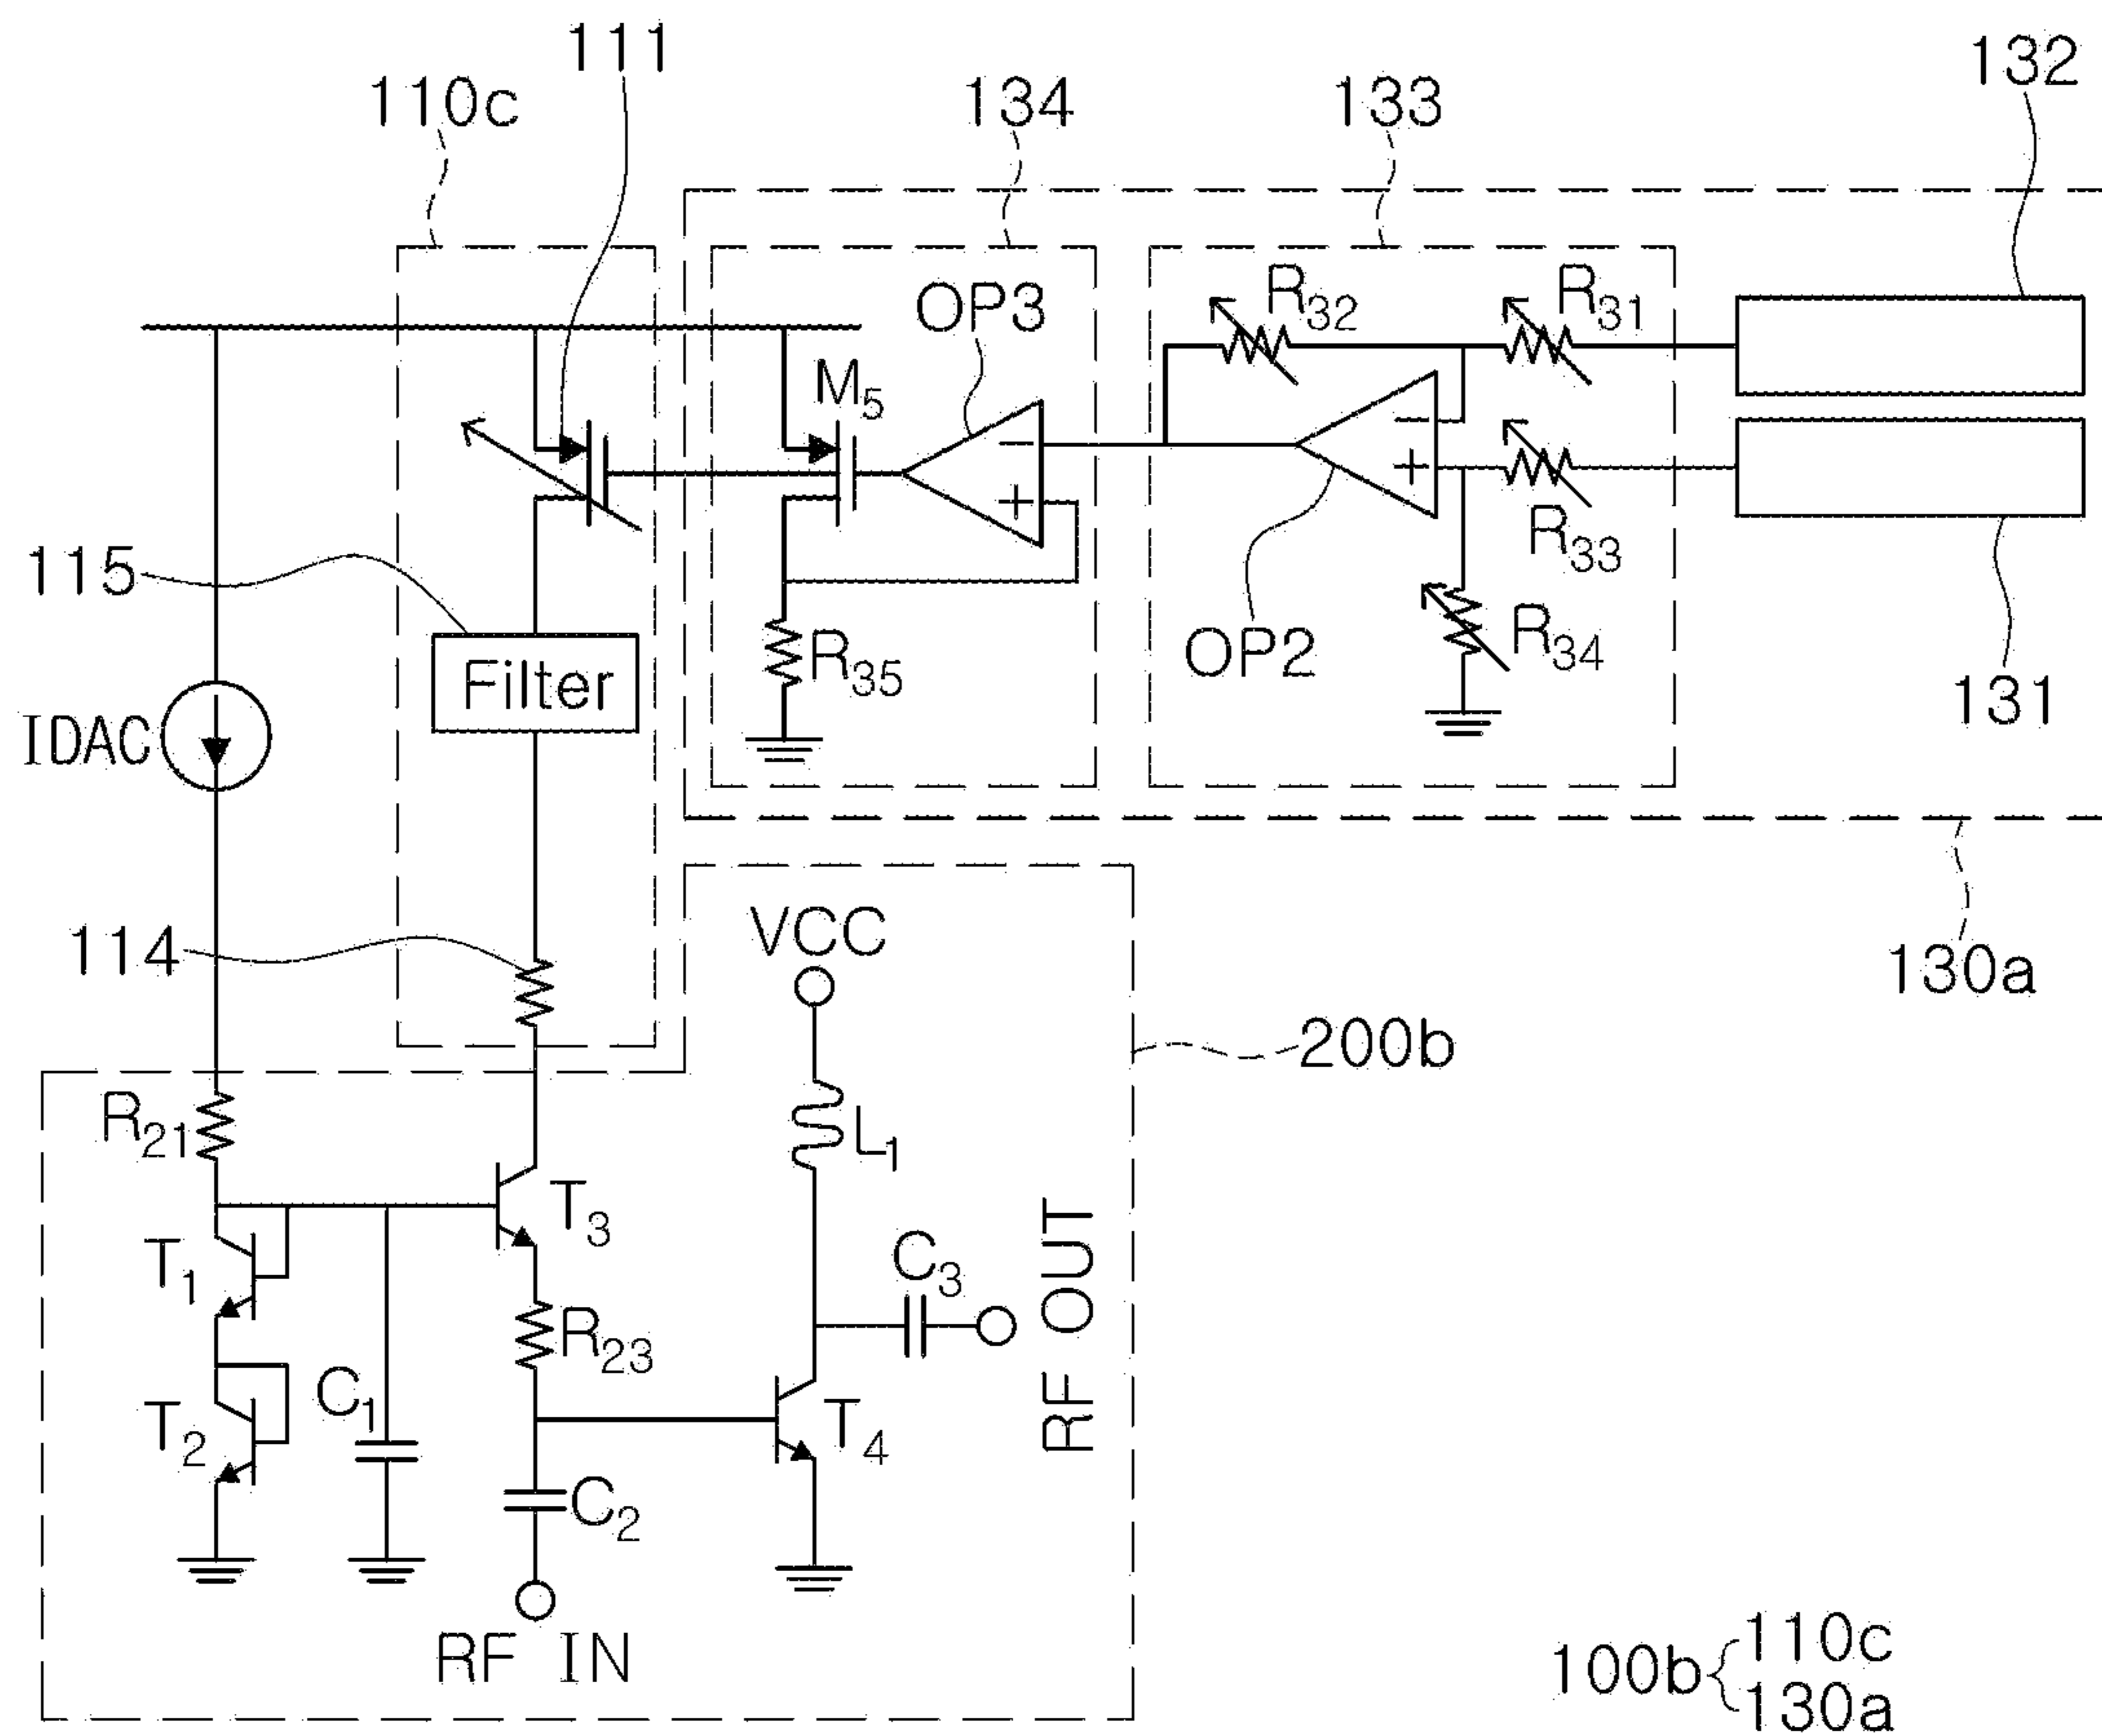 111
132
110c
134
133
OP3
R32
R31
M5
115
R33
Filter
R35
OP2
R34
131
IDAC
VCC
114
130a
200b
R21
L1
T3
C3
RF OUT
T1
R23
C1
T2
T4
C2
RF IN
100b { 110c
130a